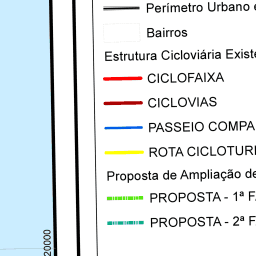 Perímetro Urbano e
Bairros
Estrutura Cicloviária Existe
CICLOFAIXA
CICLOVIAS
PASSEIO COMPA
ROTA CICLOTURI
Proposta de Ampliação de
PROPOSTA - 1ª F
PROPOSTA - 2ª F
20000